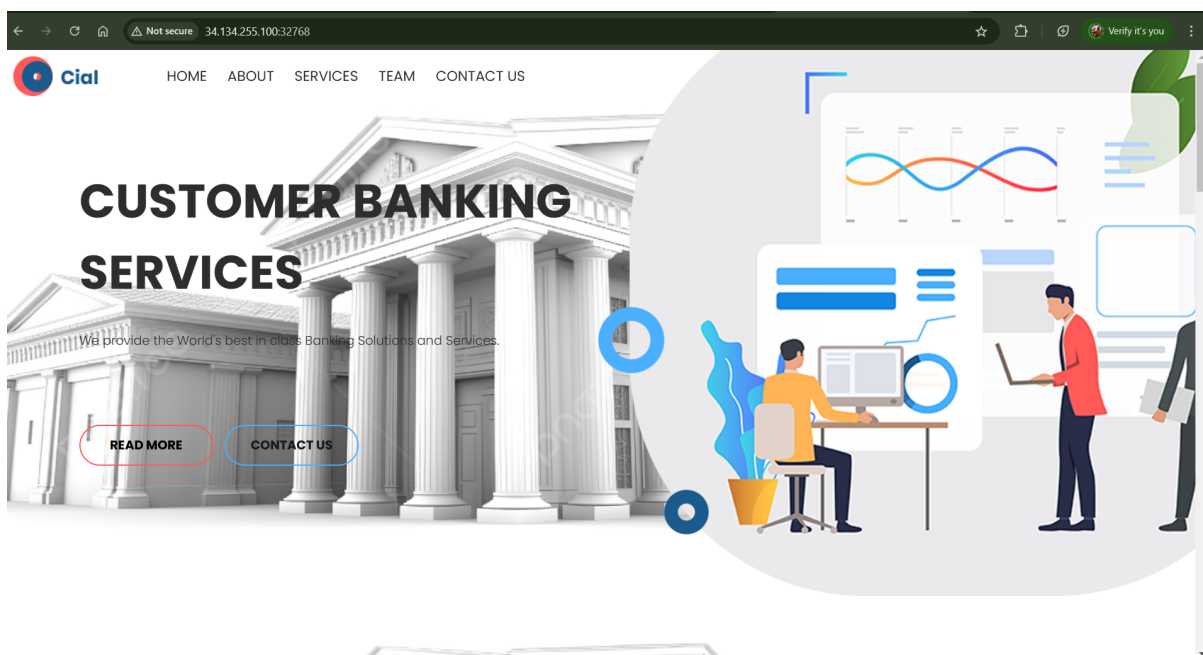 Not secure 34.134.255.100:32768 Verify it's you
Cial HOME ABOUT SERVICES TEAM CONTACT US
CUSTOMER BANKING
SERVICES
We provide the World's best in class Banking Solutions and Services.
READ MORE CONTACT US